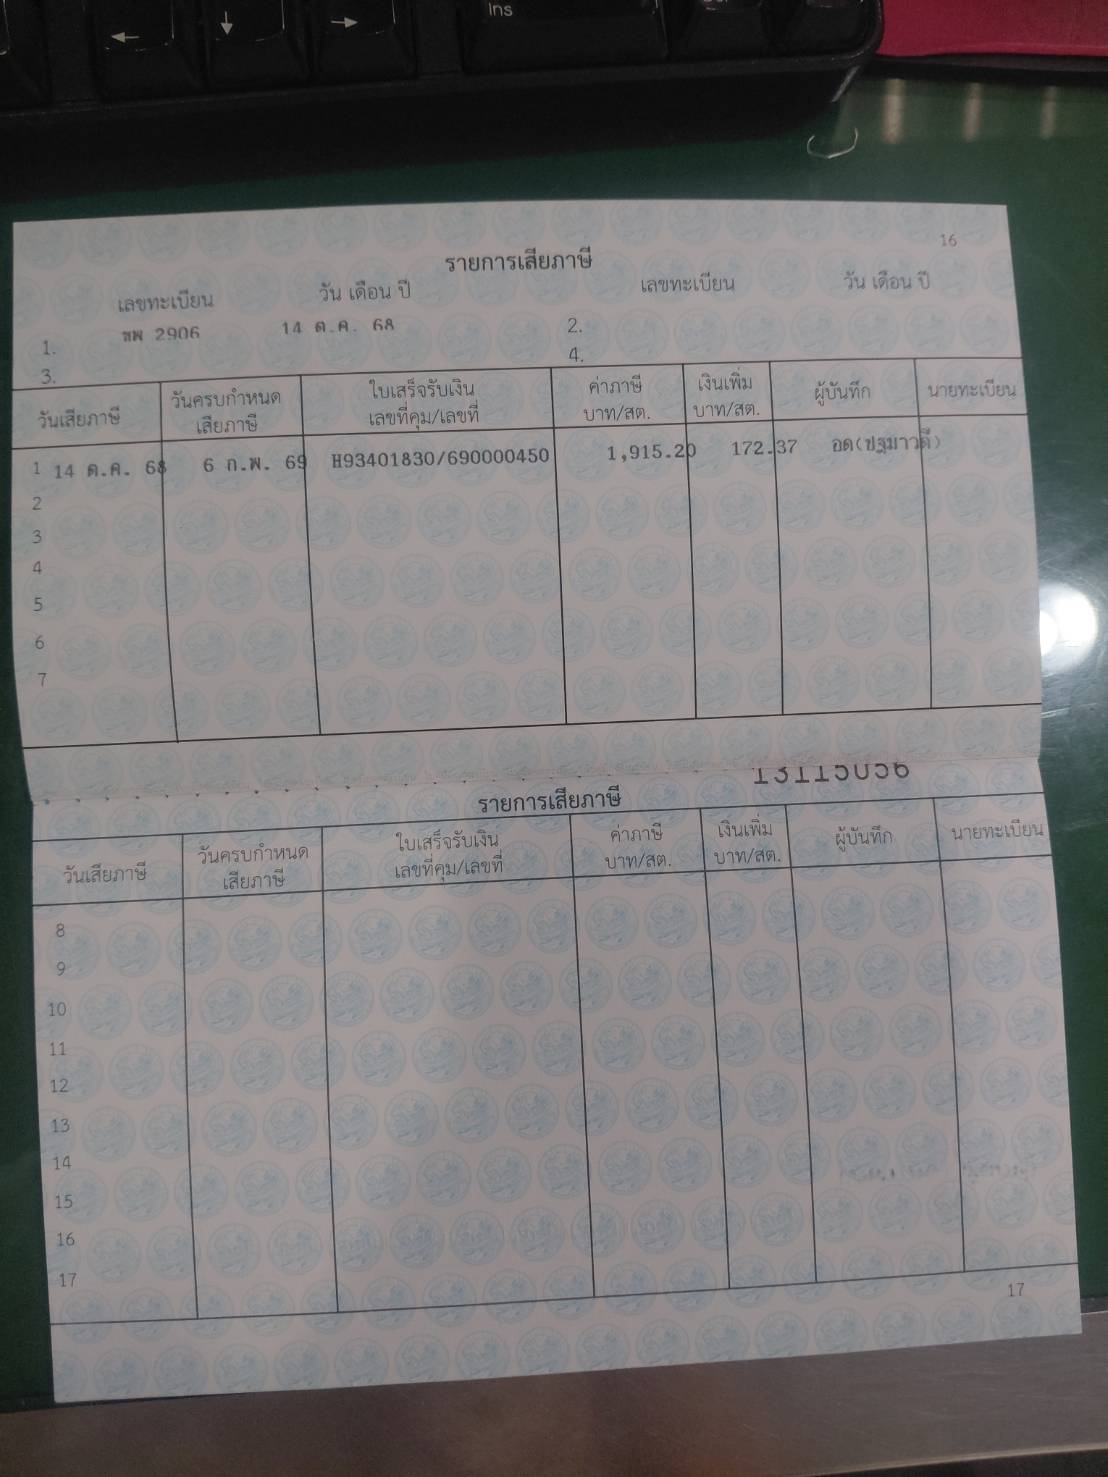 Ins
16
รายการเสียภาษี
เลขทะเบียน วัน เดือน ปี เลขทะเบียน วัน เดือน ปี
1. 2906 14 ต.ค. 68 2.
3. 4.
วันเสียภาษี วันครบกำหนด เสียภาษี ใบเสร็จรับเงิน เลขที่คุม/เลขที่ ค่าภาษี บาท/สต. เงินเพิ่ม บาท/สต. ผู้บันทึก นายทะเบียน
1 14 ต.ค. 68 6 ก.พ. 69 H93401830/690000450 1,915.20 172.37 อด(ปฐมาวดี)
2
3
4
5
6
7
13115056
รายการเสียภาษี
วันเสียภาษี วันครบกำหนด เสียภาษี ใบเสร็จรับเงิน เลขที่คุม/เลขที่ ค่าภาษี บาท/สต. เงินเพิ่ม บาท/สต. ผู้บันทึก นายทะเบียน
8
9
10
11
12
13
14
15
16
17
17